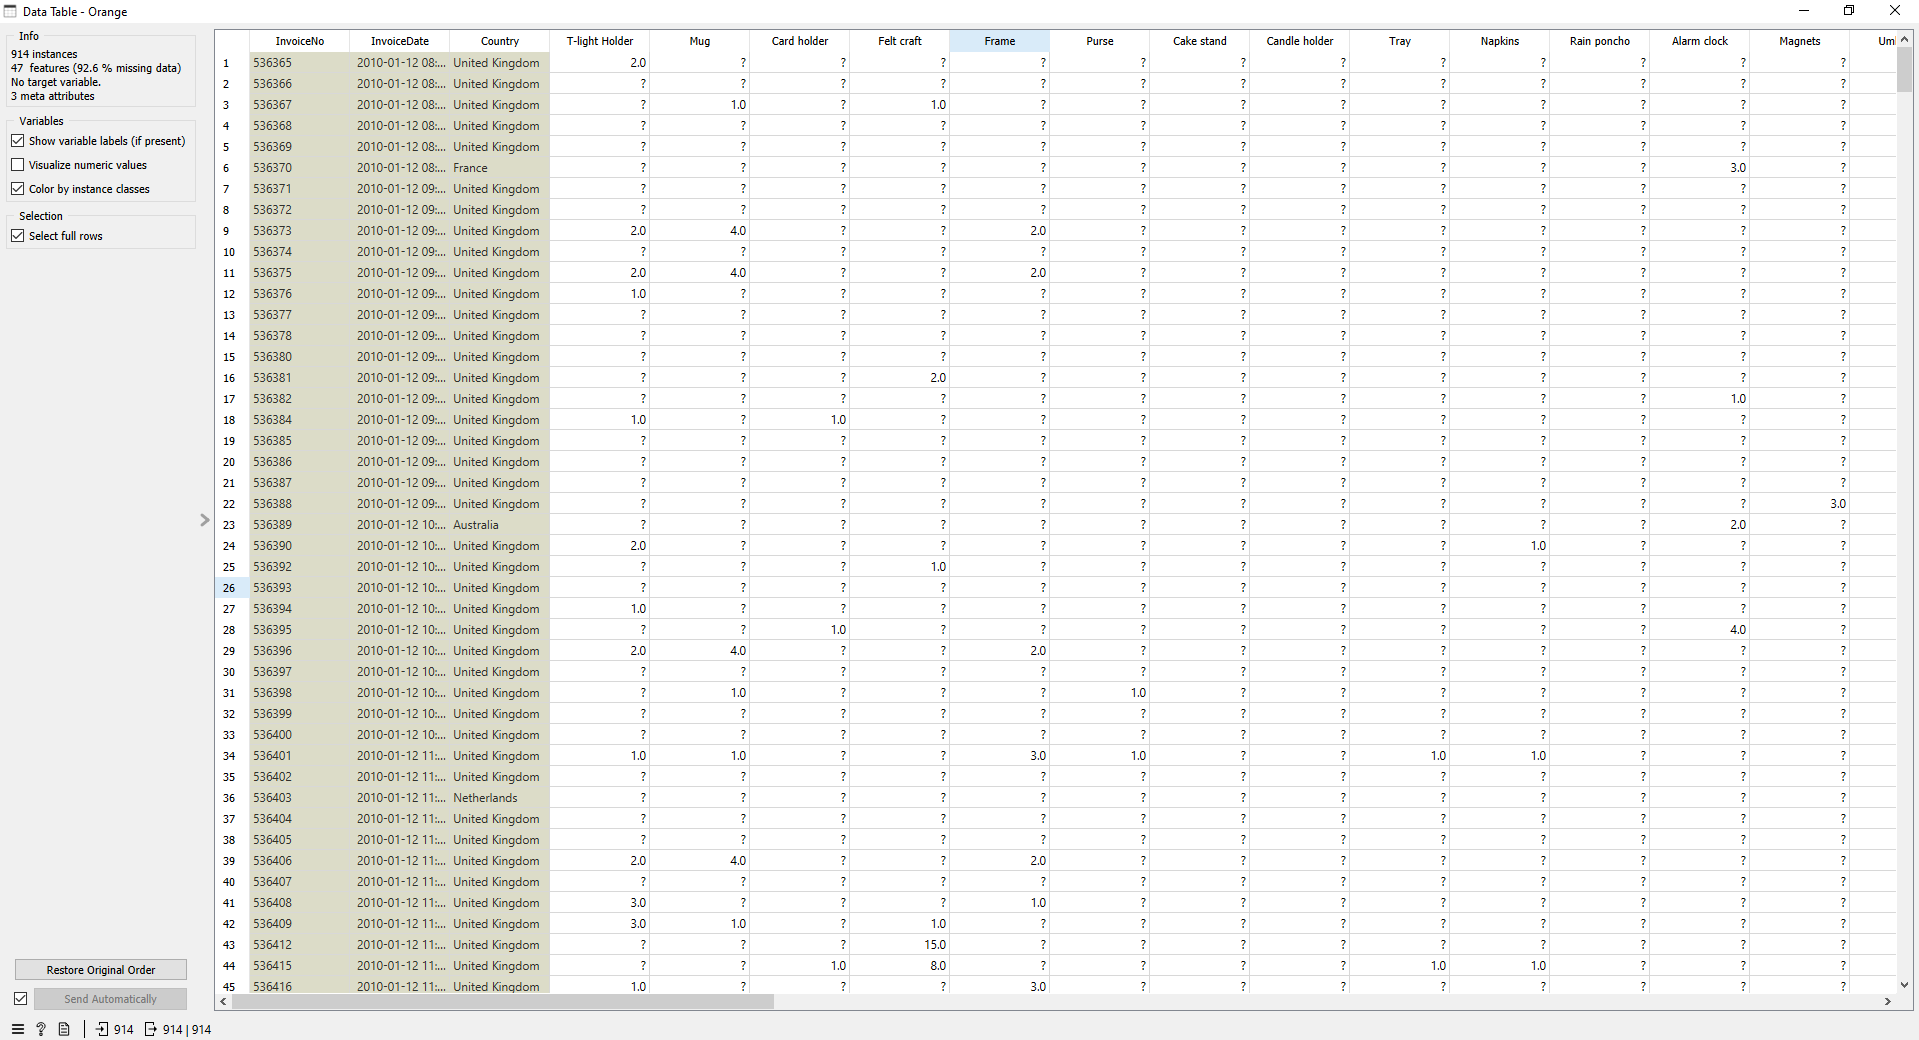 Data Table - Orange
Info
914 instances
47 features (92.6 % missing data)
No target variable.
3 meta attributes
Variables
Show variable labels (if present)
Visualize numeric values
Color by instance classes
Selection
Select full rows
Restore Original Order
Send Automatically
914 914 | 914
InvoiceNo InvoiceDate Country T-light Holder Mug Card holder Felt craft Frame Purse Cake stand Candle holder Tray Napkins Rain poncho Alarm clock Magnets Um
1 536365 2010-01-12 08:... United Kingdom 2.0 ? ? ? ? ? ? ? ? ? ? ? ?
2 536366 2010-01-12 08:... United Kingdom ? ? ? ? ? ? ? ? ? ? ? ? ?
3 536367 2010-01-12 08:... United Kingdom ? 1.0 ? 1.0 ? ? ? ? ? ? ? ? ?
4 536368 2010-01-12 08:... United Kingdom ? ? ? ? ? ? ? ? ? ? ? ? ?
5 536369 2010-01-12 08:... United Kingdom ? ? ? ? ? ? ? ? ? ? ? ? ?
6 536370 2010-01-12 08:... France ? ? ? ? ? ? ? ? ? ? ? 3.0 ?
7 536371 2010-01-12 09:... United Kingdom ? ? ? ? ? ? ? ? ? ? ? ? ?
8 536372 2010-01-12 09:... United Kingdom ? ? ? ? ? ? ? ? ? ? ? ? ?
9 536373 2010-01-12 09:... United Kingdom 2.0 4.0 ? ? 2.0 ? ? ? ? ? ? ? ?
10 536374 2010-01-12 09:... United Kingdom ? ? ? ? ? ? ? ? ? ? ? ? ?
11 536375 2010-01-12 09:... United Kingdom 2.0 4.0 ? ? 2.0 ? ? ? ? ? ? ? ?
12 536376 2010-01-12 09:... United Kingdom 1.0 ? ? ? ? ? ? ? ? ? ? ? ?
13 536377 2010-01-12 09:... United Kingdom ? ? ? ? ? ? ? ? ? ? ? ? ?
14 536378 2010-01-12 09:... United Kingdom ? ? ? ? ? ? ? ? ? ? ? ? ?
15 536380 2010-01-12 09:... United Kingdom ? ? ? ? ? ? ? ? ? ? ? ? ?
16 536381 2010-01-12 09:... United Kingdom ? ? ? 2.0 ? ? ? ? ? ? ? ? ?
17 536382 2010-01-12 09:... United Kingdom ? ? ? ? ? ? ? ? ? ? ? 1.0 ?
18 536384 2010-01-12 09:... United Kingdom 1.0 ? 1.0 ? ? ? ? ? ? ? ? ? ?
19 536385 2010-01-12 09:... United Kingdom ? ? ? ? ? ? ? ? ? ? ? ? ?
20 536386 2010-01-12 09:... United Kingdom ? ? ? ? ? ? ? ? ? ? ? ? ?
21 536387 2010-01-12 09:... United Kingdom ? ? ? ? ? ? ? ? ? ? ? ? ?
22 536388 2010-01-12 09:... United Kingdom ? ? ? ? ? ? ? ? ? ? ? ? 3.0
23 536389 2010-01-12 10:... Australia ? ? ? ? ? ? ? ? ? ? ? 2.0 ?
24 536390 2010-01-12 10:... United Kingdom 2.0 ? ? ? ? ? ? ? ? 1.0 ? ? ?
25 536392 2010-01-12 10:... United Kingdom ? ? ? 1.0 ? ? ? ? ? ? ? ? ?
26 536393 2010-01-12 10:... United Kingdom ? ? ? ? ? ? ? ? ? ? ? ? ?
27 536394 2010-01-12 10:... United Kingdom 1.0 ? ? ? ? ? ? ? ? ? ? ? ?
28 536395 2010-01-12 10:... United Kingdom ? ? 1.0 ? ? ? ? ? ? ? ? 4.0 ?
29 536396 2010-01-12 10:... United Kingdom 2.0 4.0 ? ? 2.0 ? ? ? ? ? ? ? ?
30 536397 2010-01-12 10:... United Kingdom ? ? ? ? ? ? ? ? ? ? ? ? ?
31 536398 2010-01-12 10:... United Kingdom ? 1.0 ? ? ? 1.0 ? ? ? ? ? ? ?
32 536399 2010-01-12 10:... United Kingdom ? ? ? ? ? ? ? ? ? ? ? ? ?
33 536400 2010-01-12 10:... United Kingdom ? ? ? ? ? ? ? ? ? ? ? ? ?
34 536401 2010-01-12 11:... United Kingdom 1.0 1.0 ? ? 3.0 1.0 ? ? 1.0 1.0 ? ? ?
35 536402 2010-01-12 11:... United Kingdom ? ? ? ? ? ? ? ? ? ? ? ? ?
36 536403 2010-01-12 11:... Netherlands ? ? ? ? ? ? ? ? ? ? ? ? ?
37 536404 2010-01-12 11:... United Kingdom ? ? ? ? ? ? ? ? ? ? ? ? ?
38 536405 2010-01-12 11:... United Kingdom ? ? ? ? ? ? ? ? ? ? ? ? ?
39 536406 2010-01-12 11:... United Kingdom 2.0 4.0 ? ? 2.0 ? ? ? ? ? ? ? ?
40 536407 2010-01-12 11:... United Kingdom ? ? ? ? ? ? ? ? ? ? ? ? ?
41 536408 2010-01-12 11:... United Kingdom 3.0 ? ? ? 1.0 ? ? ? ? ? ? ? ?
42 536409 2010-01-12 11:... United Kingdom 3.0 1.0 ? 1.0 ? ? ? ? ? ? ? ? ?
43 536412 2010-01-12 11:... United Kingdom ? ? ? 15.0 ? ? ? ? ? ? ? ? ?
44 536415 2010-01-12 11:... United Kingdom ? ? 1.0 8.0 ? ? ? ? 1.0 1.0 ? ? ?
45 536416 2010-01-12 11:... United Kingdom 1.0 ? ? ? 3.0 ? ? ? ? ? ? ? ?